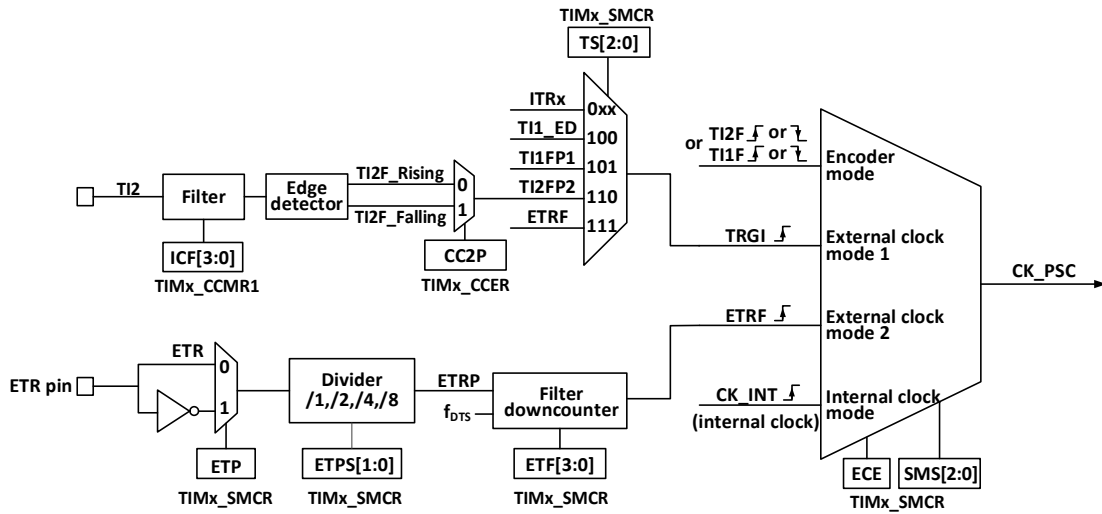 TIMx_SMCR
TS[2:0]
ITRx
0xx
TI1_ED
100
TI1FP1
101
TI2FP2
110
ETRF
111
TI2
Filter
ICF[3:0]
TIMx_CCMR1
Edge
detector
TI2F_Rising
TI2F_Falling
0
1
CC2P
TIMx_CCER
or TI2F or
TI1F or
Encoder
mode
TRGI
External clock
mode 1
ETRF
External clock
mode 2
CK_INT
(internal clock)
Internal clock
mode
CK_PSC
ECE
SMS[2:0]
TIMx_SMCR
ETR pin
ETR
0
1
ETP
TIMx_SMCR
Divider
/1,/2,/4,/8
ETPS[1:0]
TIMx_SMCR
ETRP
fDTS
Filter
downcounter
ETF[3:0]
TIMx_SMCR